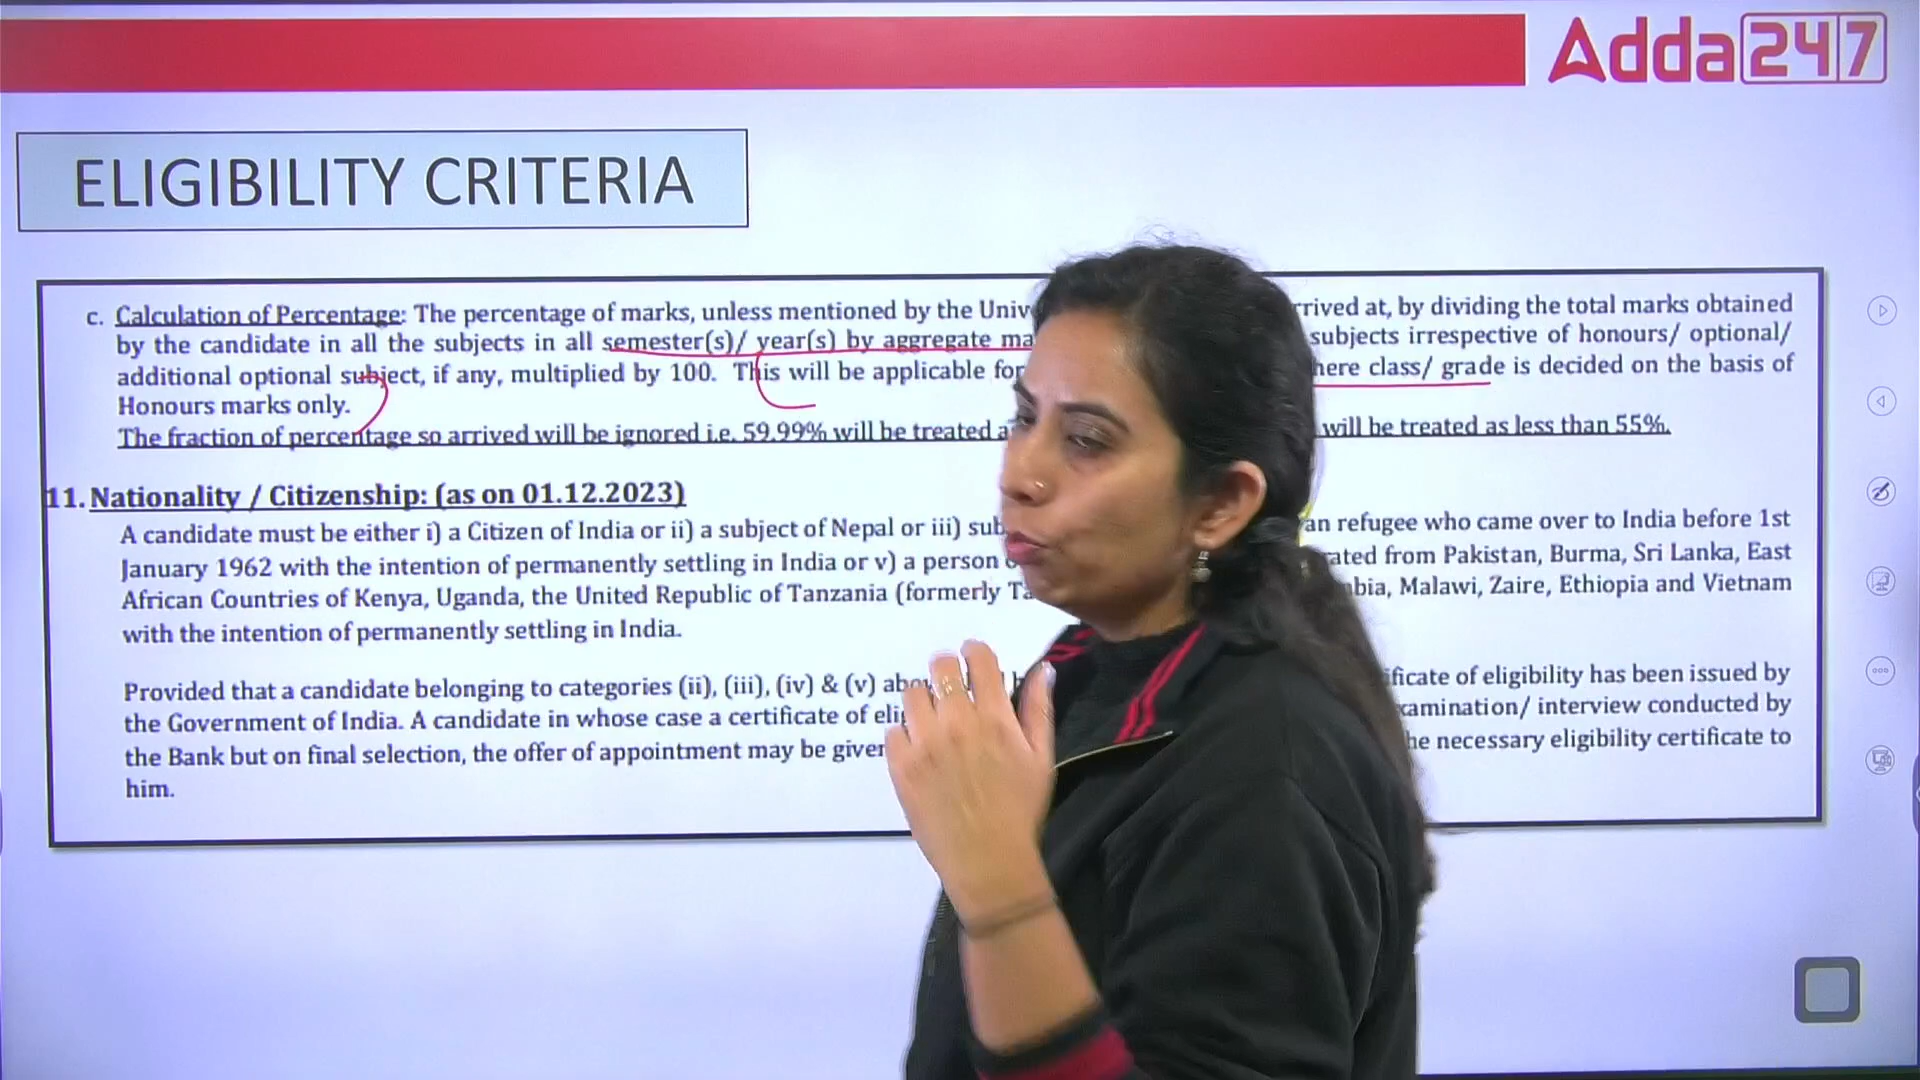 Adda247
ELIGIBILITY CRITERIA
c. Calculation of Percentage: The percentage of marks, unless mentioned by the Univ rrived at, by dividing the total marks obtained
by the candidate in all the subjects in all semester(s)/ year(s) by aggregate ma subjects irrespective of honours/ optional/
additional optional subject, if any, multiplied by 100. This will be applicable for here class/ grade is decided on the basis of
Honours marks only.
The fraction of percentage so arrived will be ignored i.e. 59.99% will be treated a will be treated as less than 55%.
11. Nationality / Citizenship: (as on 01.12.2023)
A candidate must be either i) a Citizen of India or ii) a subject of Nepal or iii) sub an refugee who came over to India before 1st
January 1962 with the intention of permanently settling in India or v) a person rated from Pakistan, Burma, Sri Lanka, East
African Countries of Kenya, Uganda, the United Republic of Tanzania (formerly Ta bia, Malawi, Zaire, Ethiopia and Vietnam
with the intention of permanently settling in India.
Provided that a candidate belonging to categories (ii), (iii), (iv) & (v) abov ificate of eligibility has been issued by
the Government of India. A candidate in whose case a certificate of elig xamination/ interview conducted by
the Bank but on final selection, the offer of appointment may be given he necessary eligibility certificate to
him.